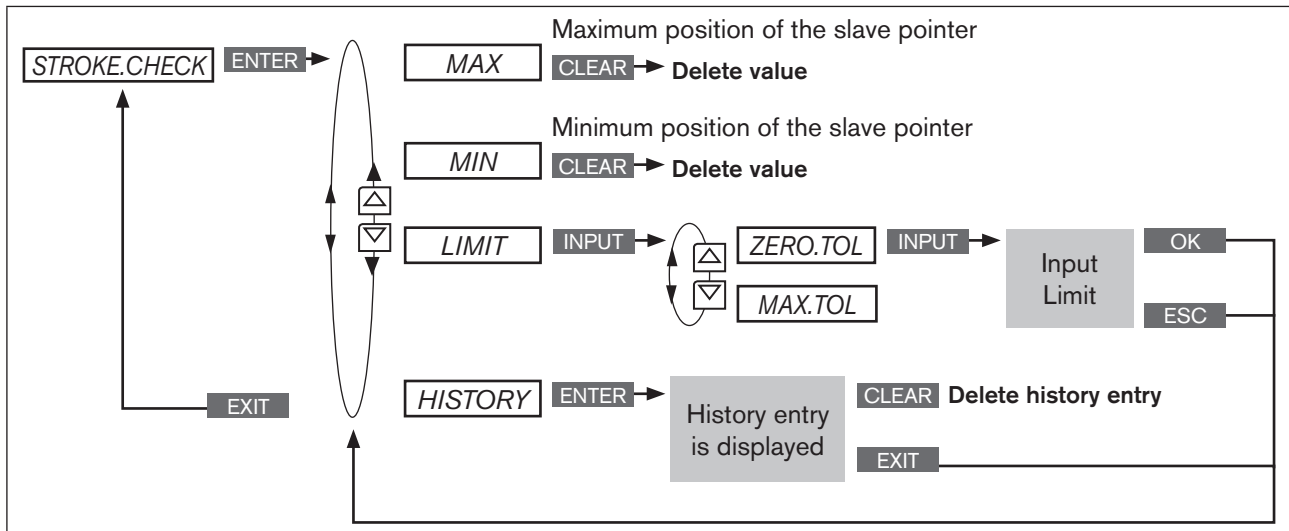 STROKE.CHECK ENTER
MAX
Maximum position of the slave pointer
CLEAR Delete value
MIN
Minimum position of the slave pointer
CLEAR Delete value
LIMIT INPUT ZERO.TOL INPUT
MAX.TOL
Input
Limit
OK
ESC
HISTORY ENTER
History entry
is displayed
CLEAR Delete history entry
EXIT
EXIT